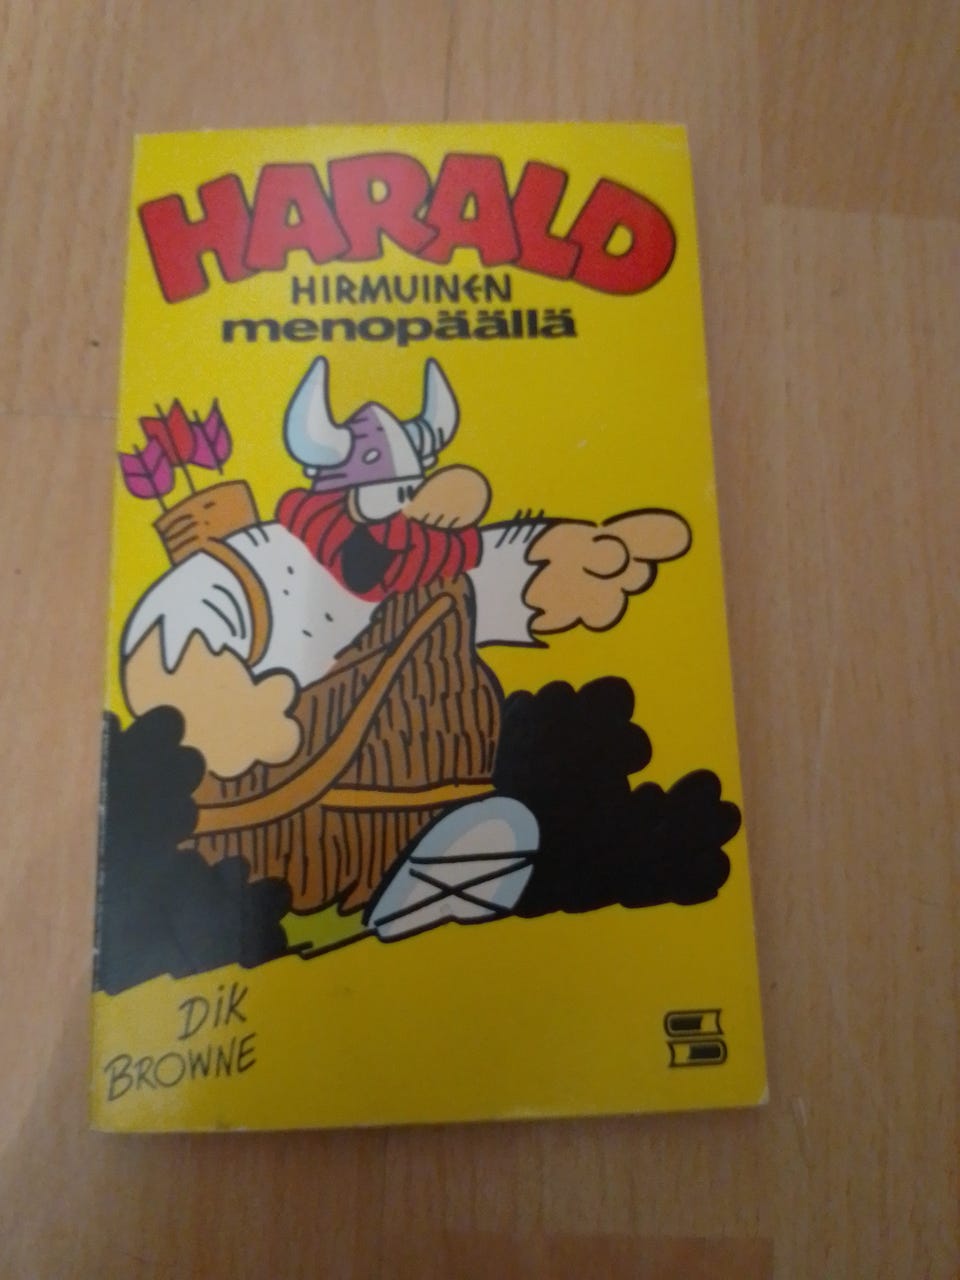 HARALD
HIRMUINEN
menopäällä
DiK
BROWNE